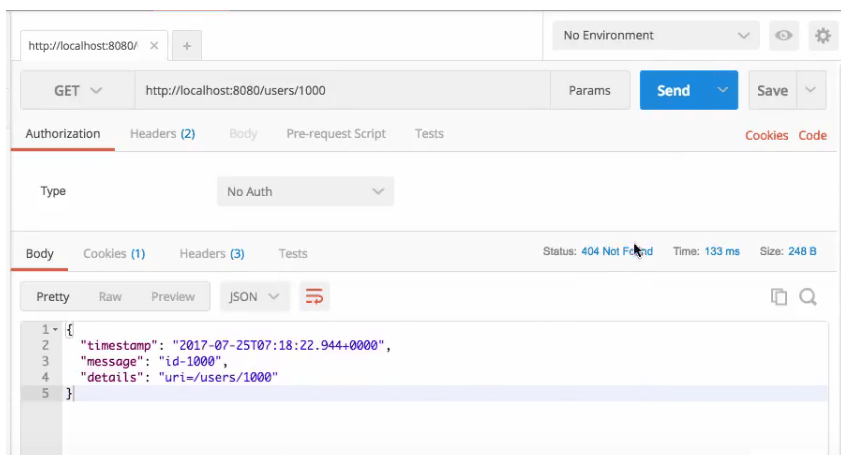 No Environment
http://localhost:8080/ × +
GET http://localhost:8080/users/1000 Params Send Save
Authorization Headers (2) Body Pre-request Script Tests Cookies Code
Type No Auth
Body Cookies (1) Headers (3) Tests Status: 404 Not Found Time: 133 ms Size: 248 B
Pretty Raw Preview JSON
1 {
2 "timestamp": "2017-07-25T07:18:22.944+0000",
3 "message": "id-1000",
4 "details": "uri=/users/1000"
5 }